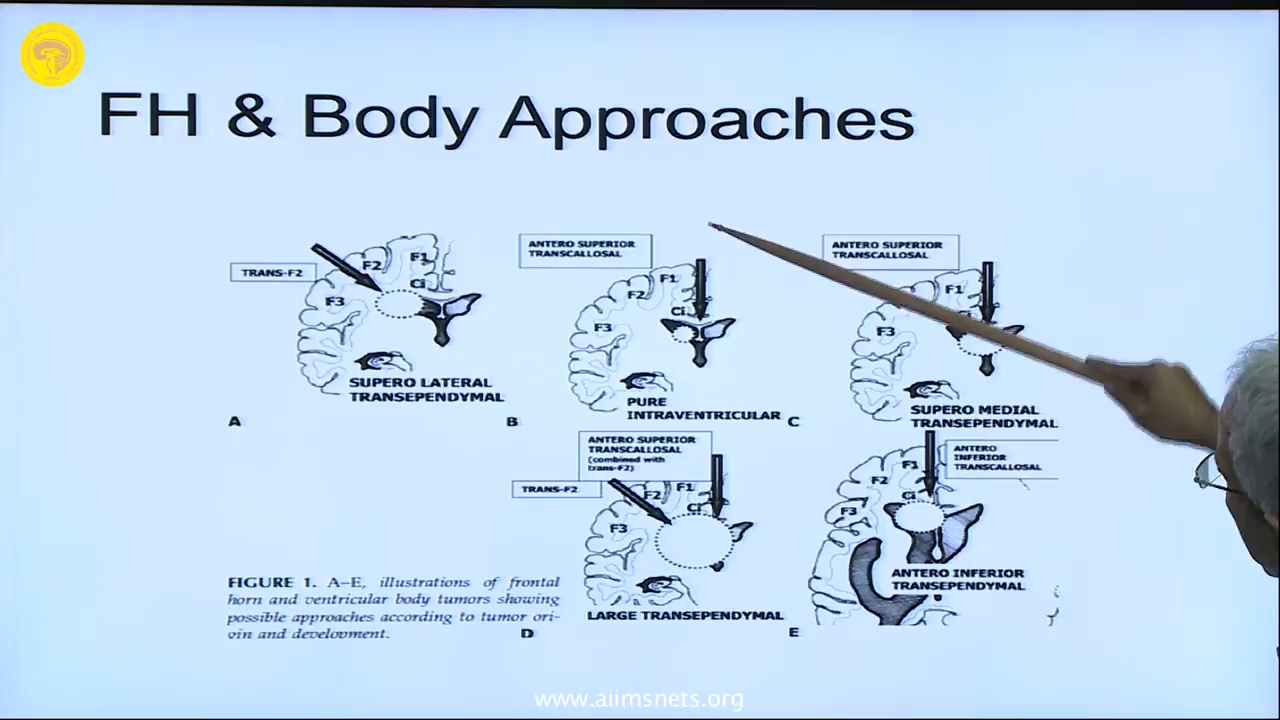 FH & Body Approaches
TRANS-F2
F2
F1
Ci
F3
SUPERO LATERAL
TRANSEPENDYMAL
A
ANTERO SUPERIOR
TRANSCALLOSAL
F1
F2
Ci
F3
PURE
INTRAVENTRICULAR
B
ANTERO SUPERIOR
TRANSCALLOSAL
F1
F3
SUPERO MEDIAL
TRANSEPENDYMAL
C
ANTERO SUPERIOR
TRANSCALLOSAL
(combined with
trans-F2)
TRANS-F2
F2
F1
Ci
F3
LARGE TRANSEPENDYMAL
D
ANTERO
INFERIOR
TRANSCALLOSAL
F1
F2
Ci
F3
ANTERO INFERIOR
TRANSEPENDYMAL
E
FIGURE 1. A–E, illustrations of frontal
horn and ventricular body tumors showing
possible approaches according to tumor ori-
gin and development.
www.aiimsnets.org